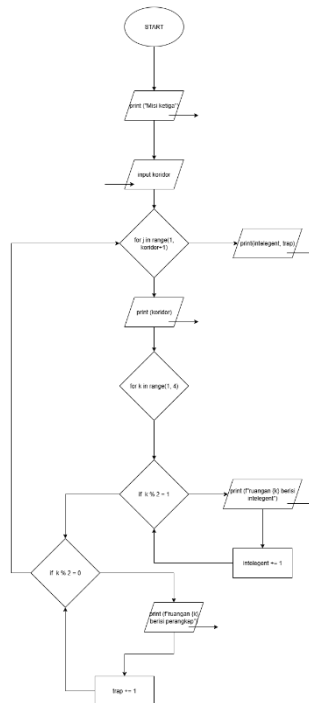 START
print ("Misi ketiga")
input koridor
for j in range(1,
koridor+1)
print(intelegent, trap)
print (koridor)
for k in range(1, 4)
if k % 2 = 1
print (f"ruangan {k} berisi
intelegent")
intelegent += 1
if k % 2 = 0
print (f"ruangan {k}
berisi perangkap"
trap += 1